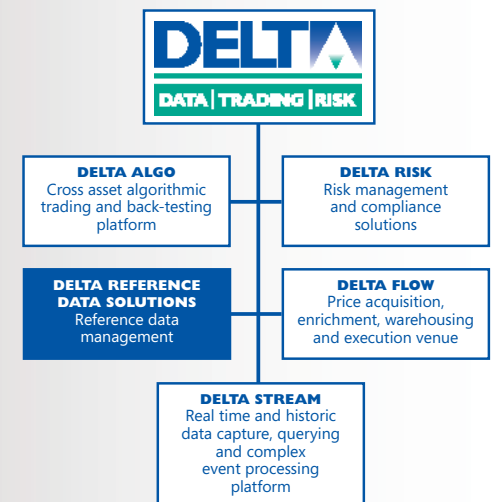 DELTA
DATA | TRADING | RISK
DELTA ALGO
Cross asset algorithmic
trading and back-testing
platform
DELTA RISK
Risk management
and compliance
solutions
DELTA REFERENCE
DATA SOLUTIONS
Reference data
management
DELTA FLOW
Price acquisition,
enrichment, warehousing
and execution venue
DELTA STREAM
Real time and historic
data capture, querying
and complex
event processing
platform